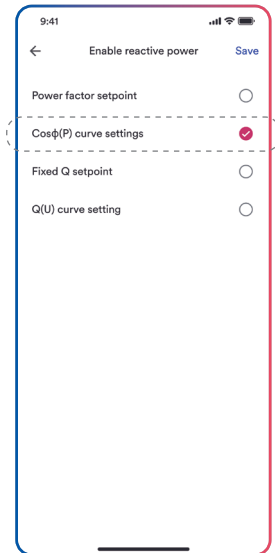 9:41
Enable reactive power Save
Power factor setpoint
Cosϕ(P) curve settings
Fixed Q setpoint
Q(U) curve setting